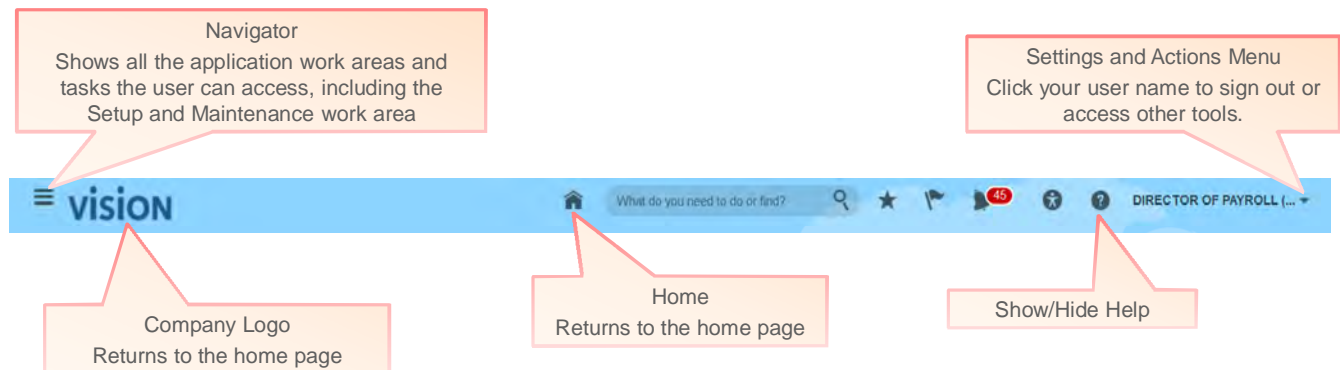 Navigator
Shows all the application work areas and
tasks the user can access, including the
Setup and Maintenance work area
Settings and Actions Menu
Click your user name to sign out or
access other tools.
vision
What do you need to do or find?
45
?
DIRECTOR OF PAYROLL (...
Company Logo
Returns to the home page
Home
Returns to the home page
Show/Hide Help